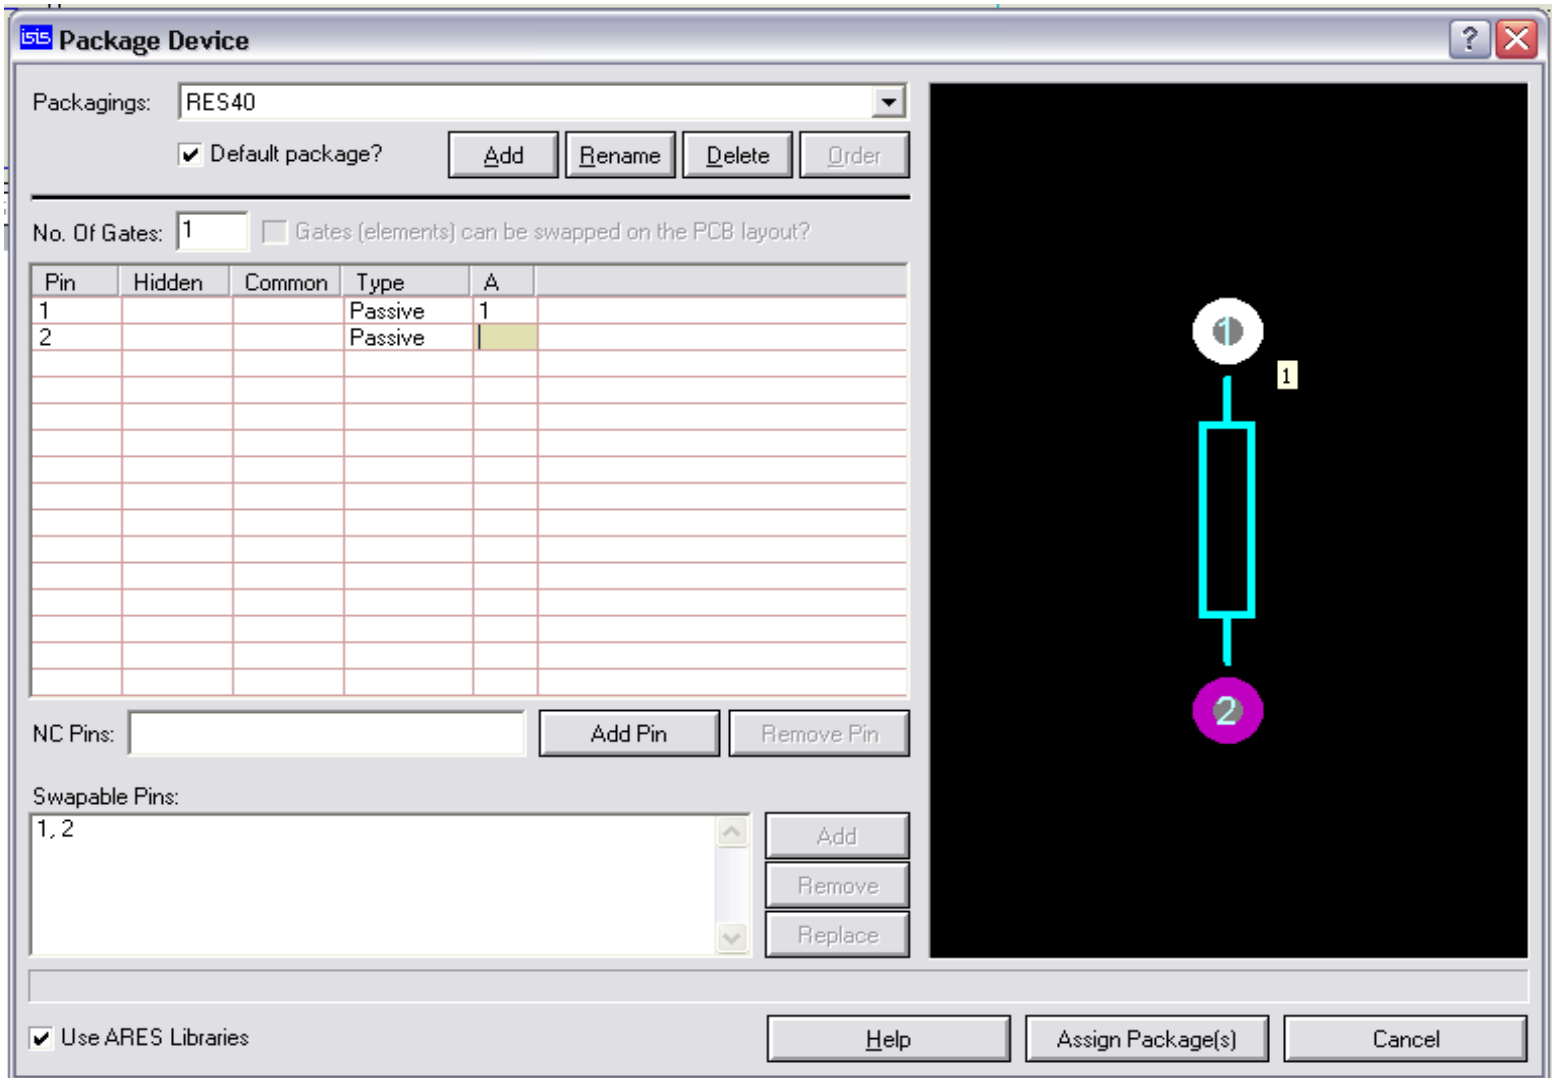 isis Package Device
Packagings: RES40
Default package? Add Rename Delete Order
No. Of Gates: 1 Gates (elements) can be swapped on the PCB layout?
Pin Hidden Common Type A
1 Passive 1
2 Passive
NC Pins: Add Pin Remove Pin
Swapable Pins:
1, 2
Add
Remove
Replace
Use ARES Libraries Help Assign Package(s) Cancel
1
1
2